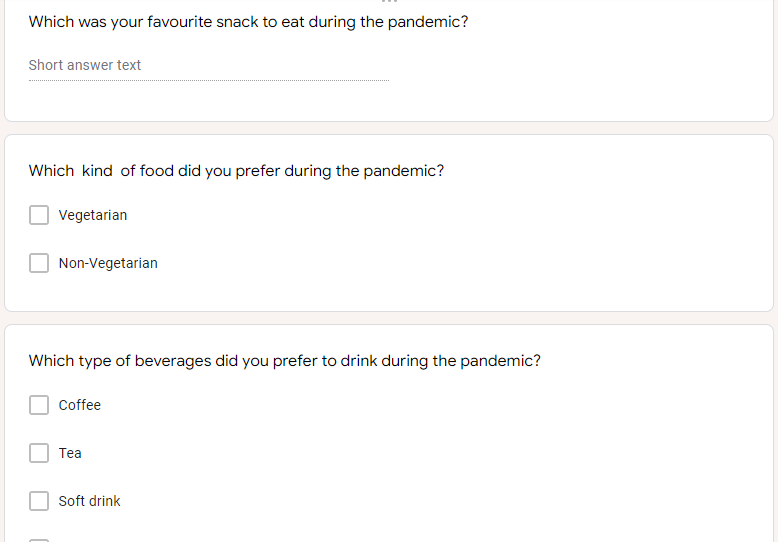 Which was your favourite snack to eat during the pandemic?
Short answer text
Which kind of food did you prefer during the pandemic?
Vegetarian
Non-Vegetarian
Which type of beverages did you prefer to drink during the pandemic?
Coffee
Tea
Soft drink